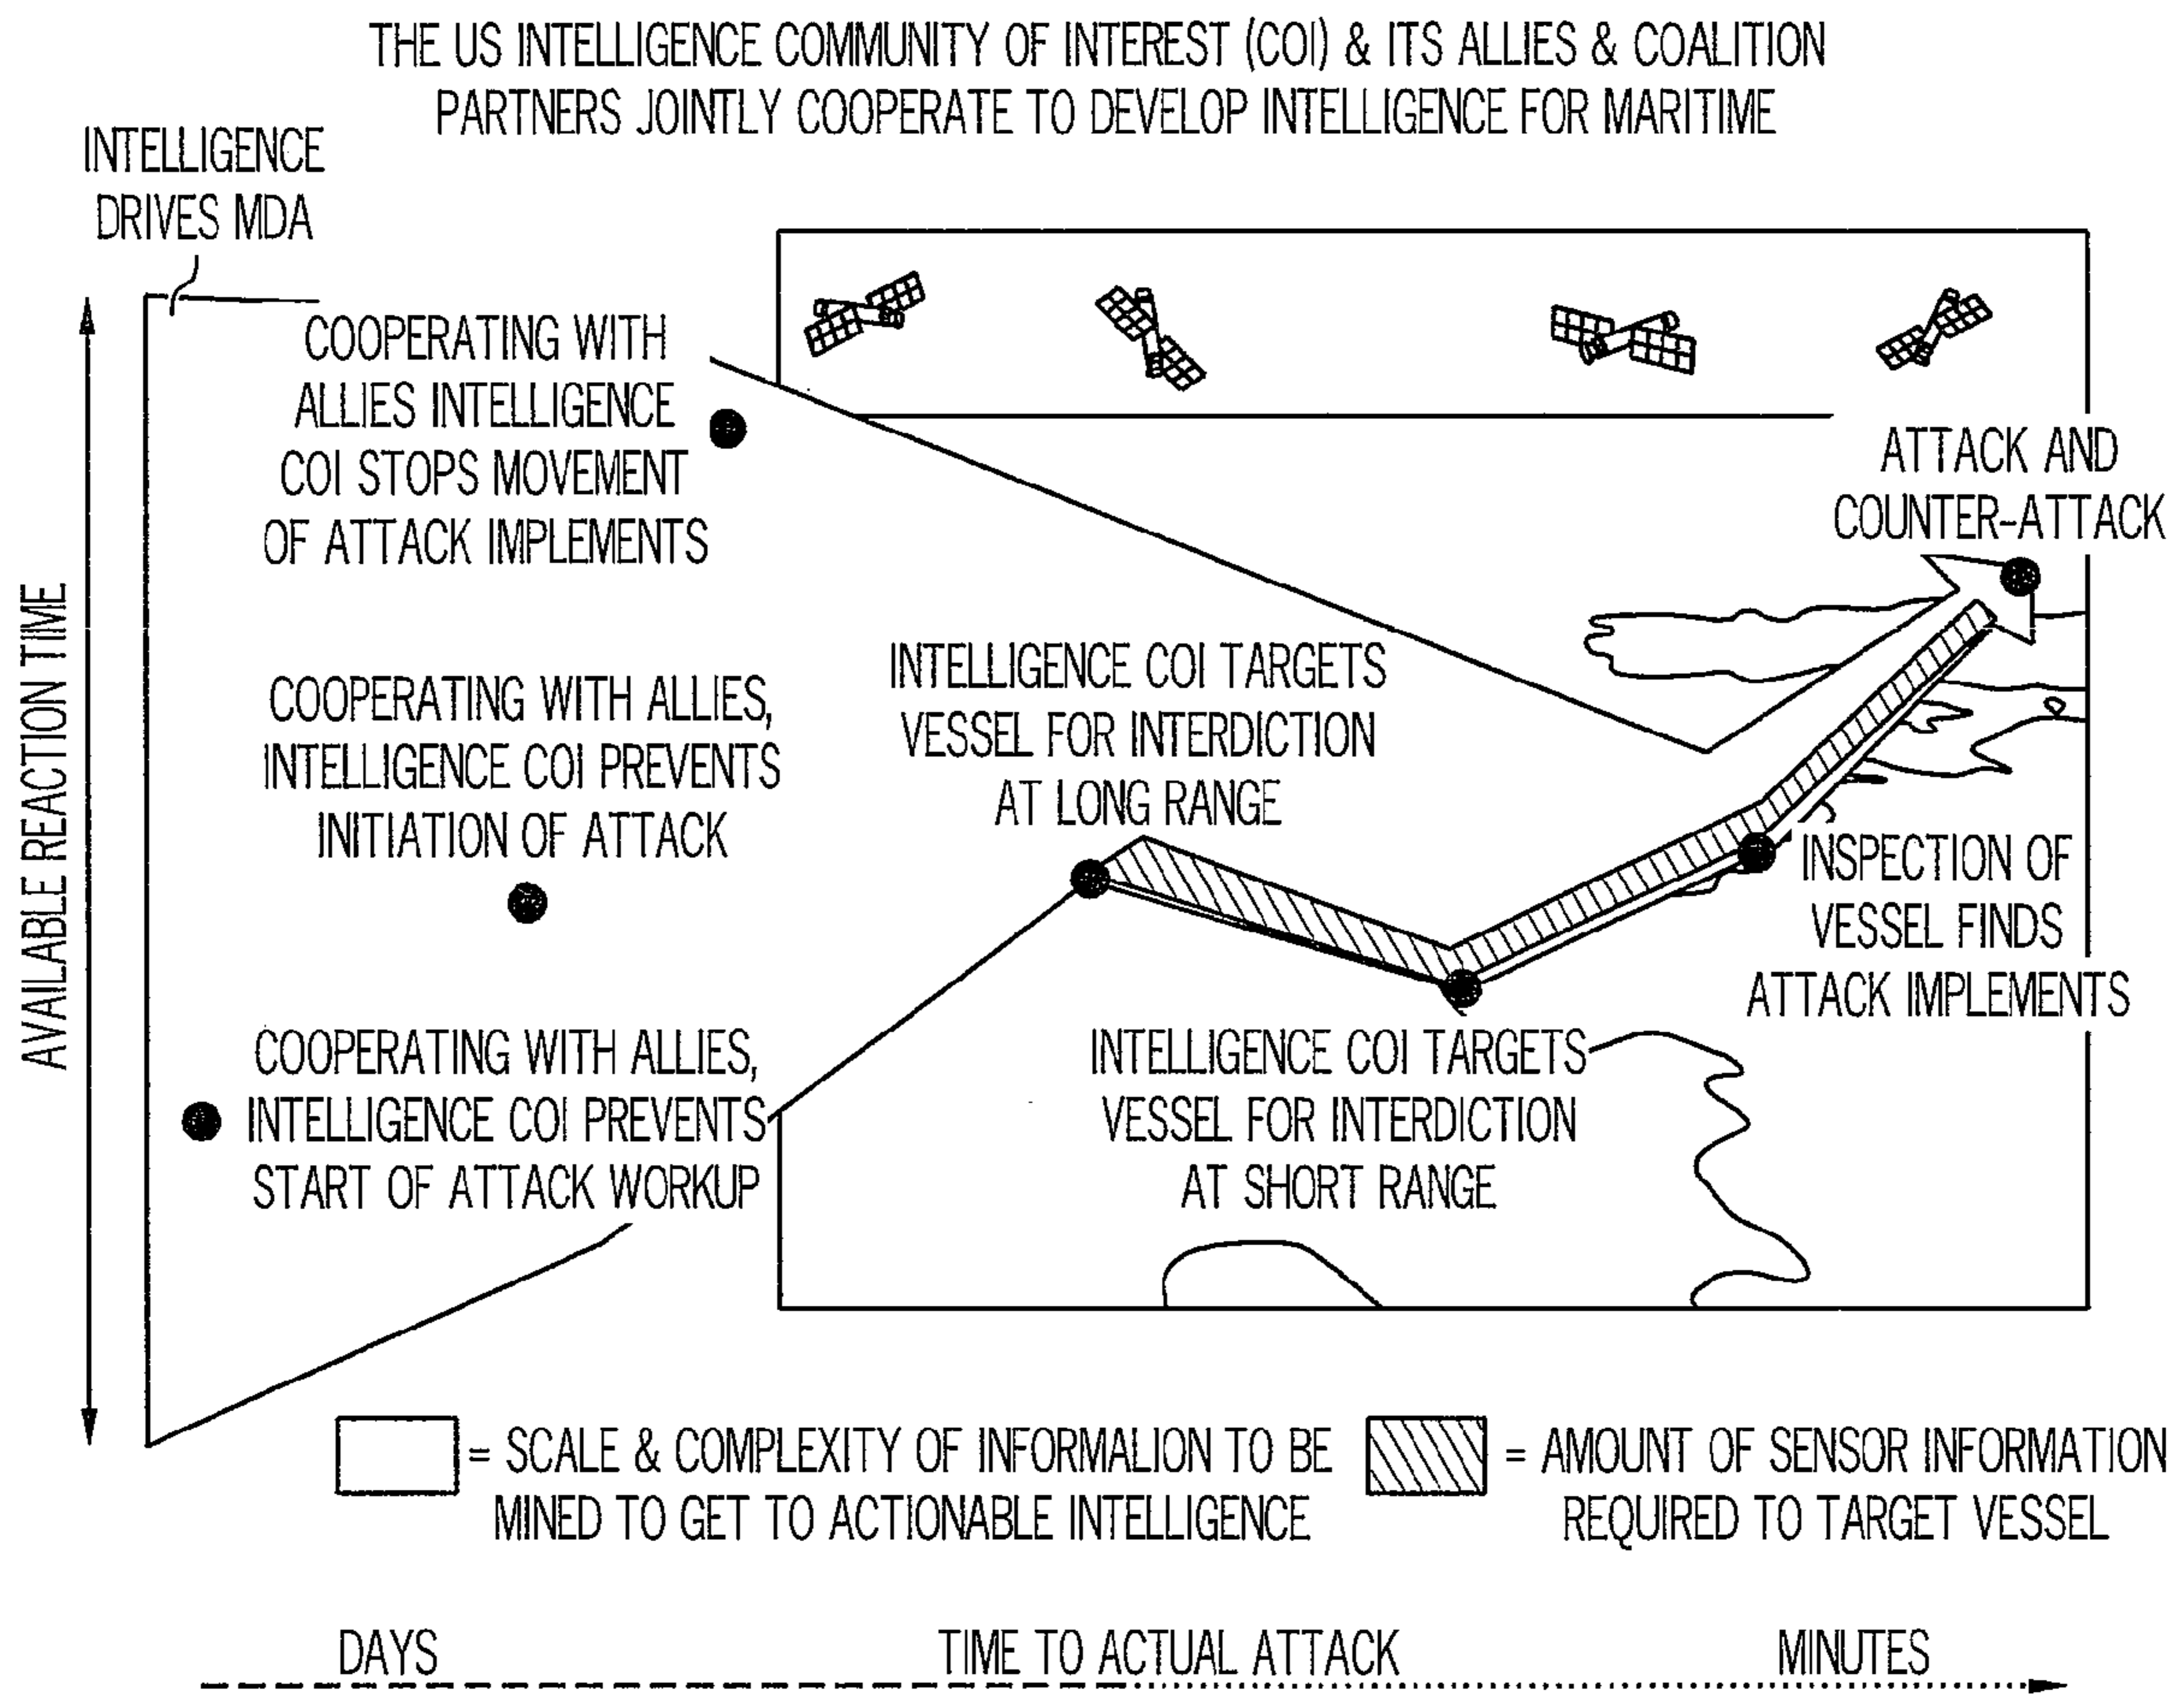 THE US INTELLIGENCE COMMUNITY OF INTEREST (COI) & ITS ALLIES & COALITION
PARTNERS JOINTLY COOPERATE TO DEVELOP INTELLIGENCE FOR MARITIME
INTELLIGENCE
DRIVES MDA
AVAILABLE REACTION TIME
COOPERATING WITH
ALLIES INTELLIGENCE
COI STOPS MOVEMENT
OF ATTACK IMPLEMENTS
ATTACK AND
COUNTER-ATTACK
COOPERATING WITH ALLIES,
INTELLIGENCE COI PREVENTS
INITIATION OF ATTACK
INTELLIGENCE COI TARGETS
VESSEL FOR INTERDICTION
AT LONG RANGE
INSPECTION OF
VESSEL FINDS
ATTACK IMPLEMENTS
COOPERATING WITH ALLIES,
INTELLIGENCE COI PREVENTS
START OF ATTACK WORKUP
INTELLIGENCE COI TARGETS
VESSEL FOR INTERDICTION
AT SHORT RANGE
= SCALE & COMPLEXITY OF INFORMALION TO BE
MINED TO GET TO ACTIONABLE INTELLIGENCE
= AMOUNT OF SENSOR INFORMATION
REQUIRED TO TARGET VESSEL
DAYS
TIME TO ACTUAL ATTACK
MINUTES